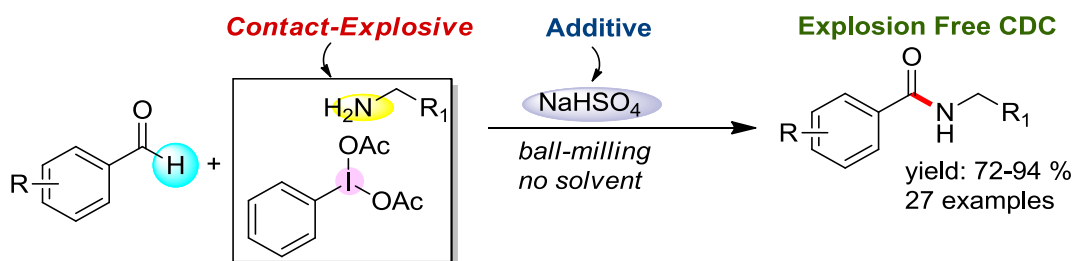 Contact-Explosive
Additive
Explosion Free CDC
O
H
R
+
H2N
R1
OAc
I
OAc
NaHSO4
ball-milling
no solvent
O
N
H
R1
R
yield: 72-94 %
27 examples